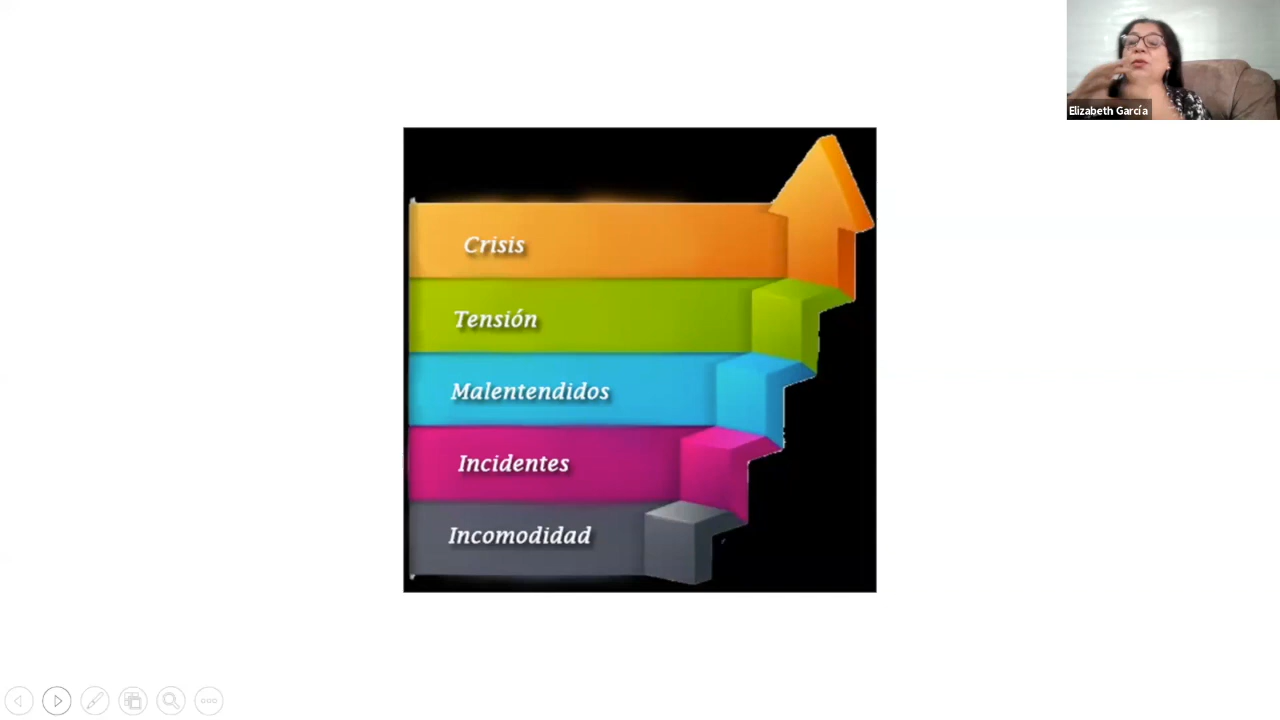 Elizabeth García
Crisis
Tensión
Malentendidos
Incidentes
Incomodidad